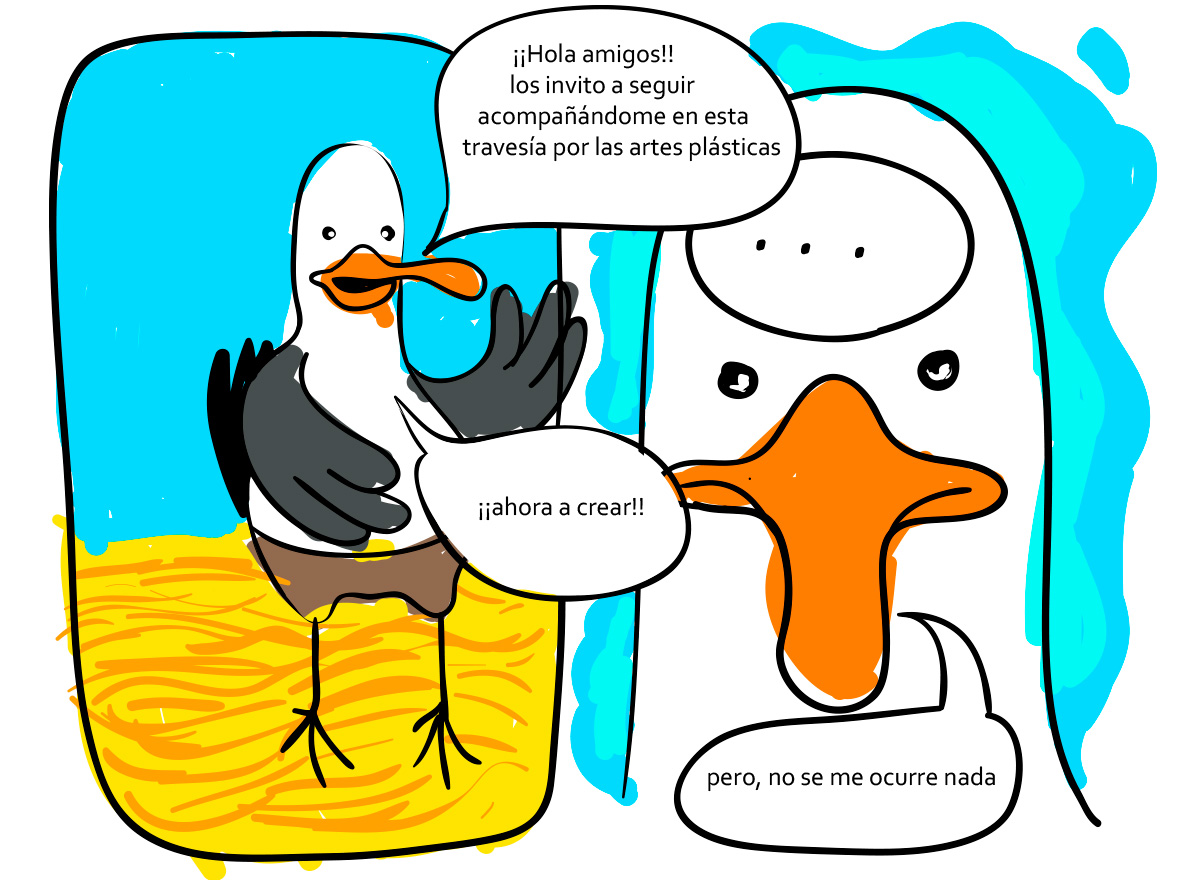 ¡¡Hola amigos!!
los invito a seguir
acompañándome en esta
travesía por las artes plásticas
¡¡ahora a crear!!
...
pero, no se me ocurre nada